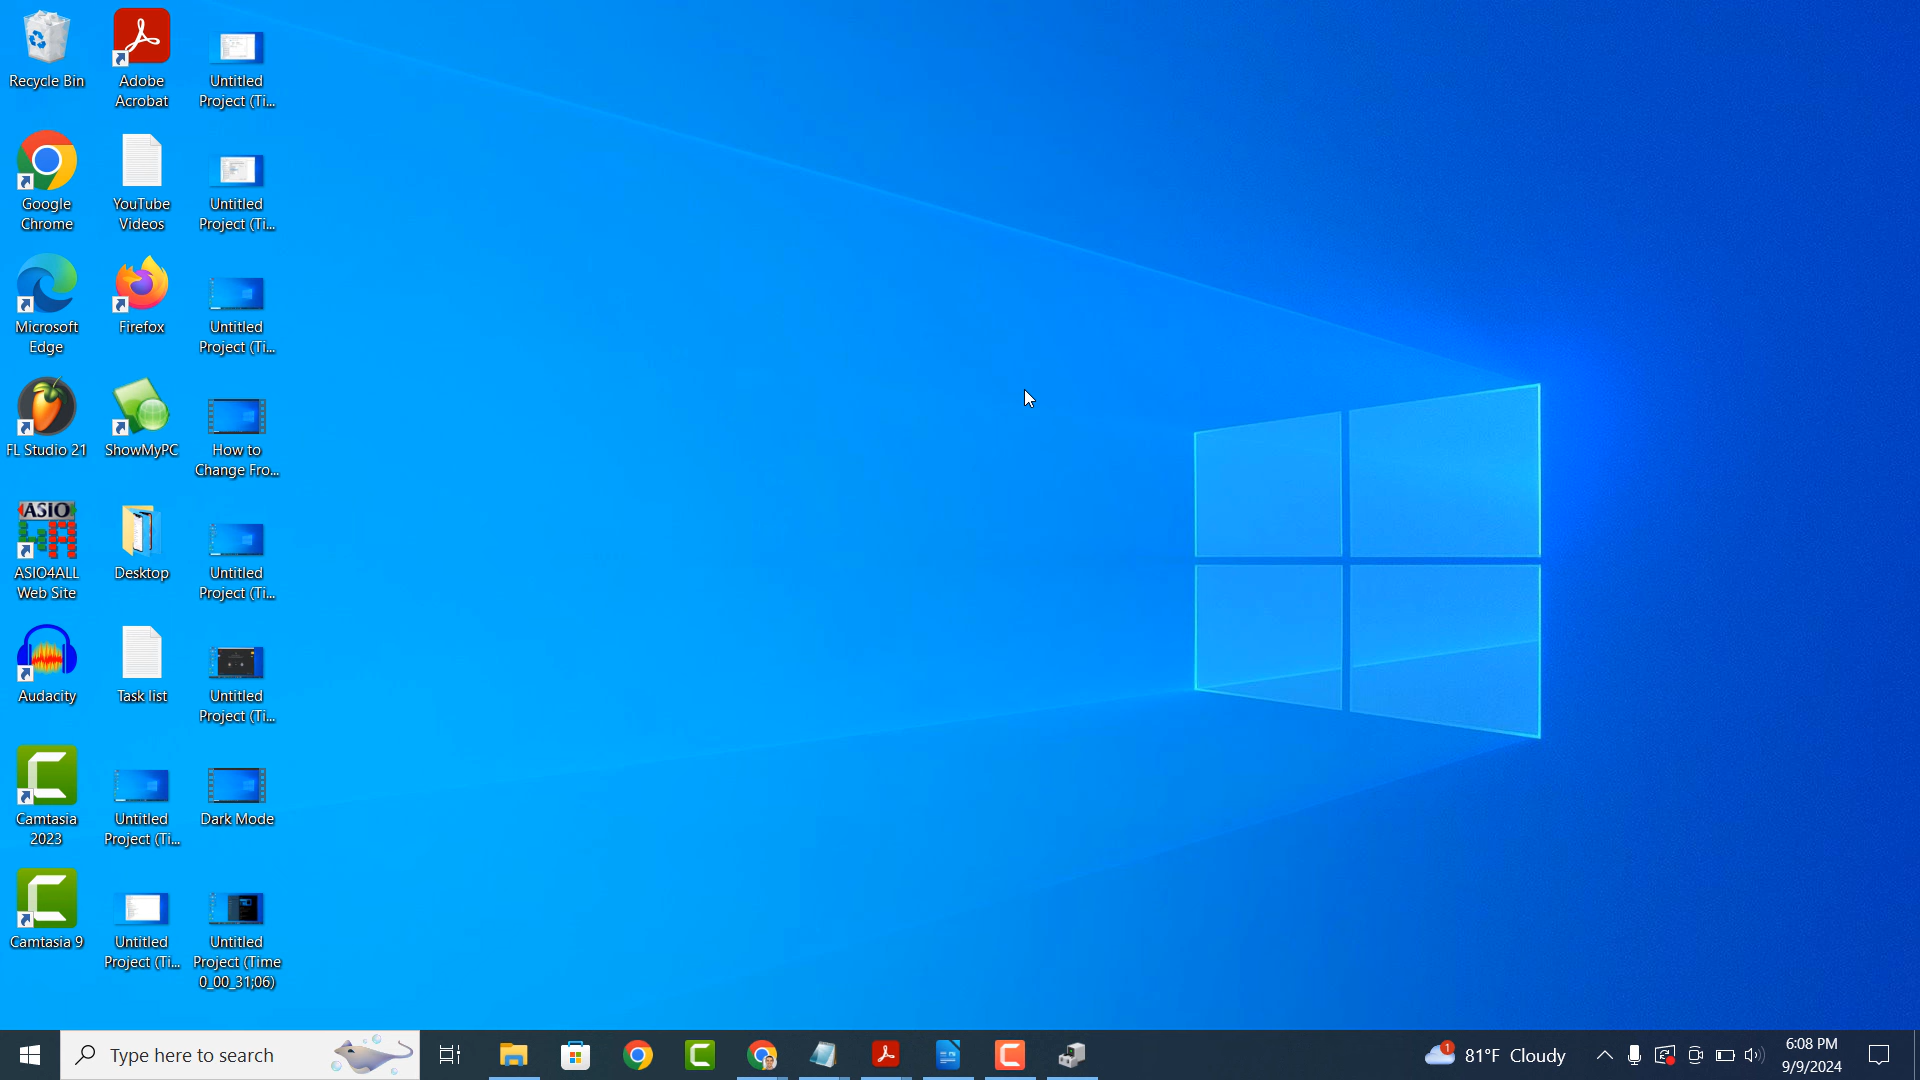 Recycle Bin
Adobe
Acrobat
Untitled
Project (Ti...
Google
Chrome
YouTube
Videos
Untitled
Project (Ti...
Microsoft
Edge
Firefox
Untitled
Project (Ti...
FL Studio 21
ShowMyPC
How to
Change Fro...
ASIO
ASIO4ALL
Web Site
Desktop
Untitled
Project (Ti...
Audacity
Task list
Untitled
Project (Ti...
Camtasia
2023
Untitled
Project (Ti...
Dark Mode
Camtasia 9
Untitled
Project (Ti...
Untitled
Project (Time
0_00_31;06)
Type here to search
1
81°F Cloudy
6:08 PM
9/9/2024